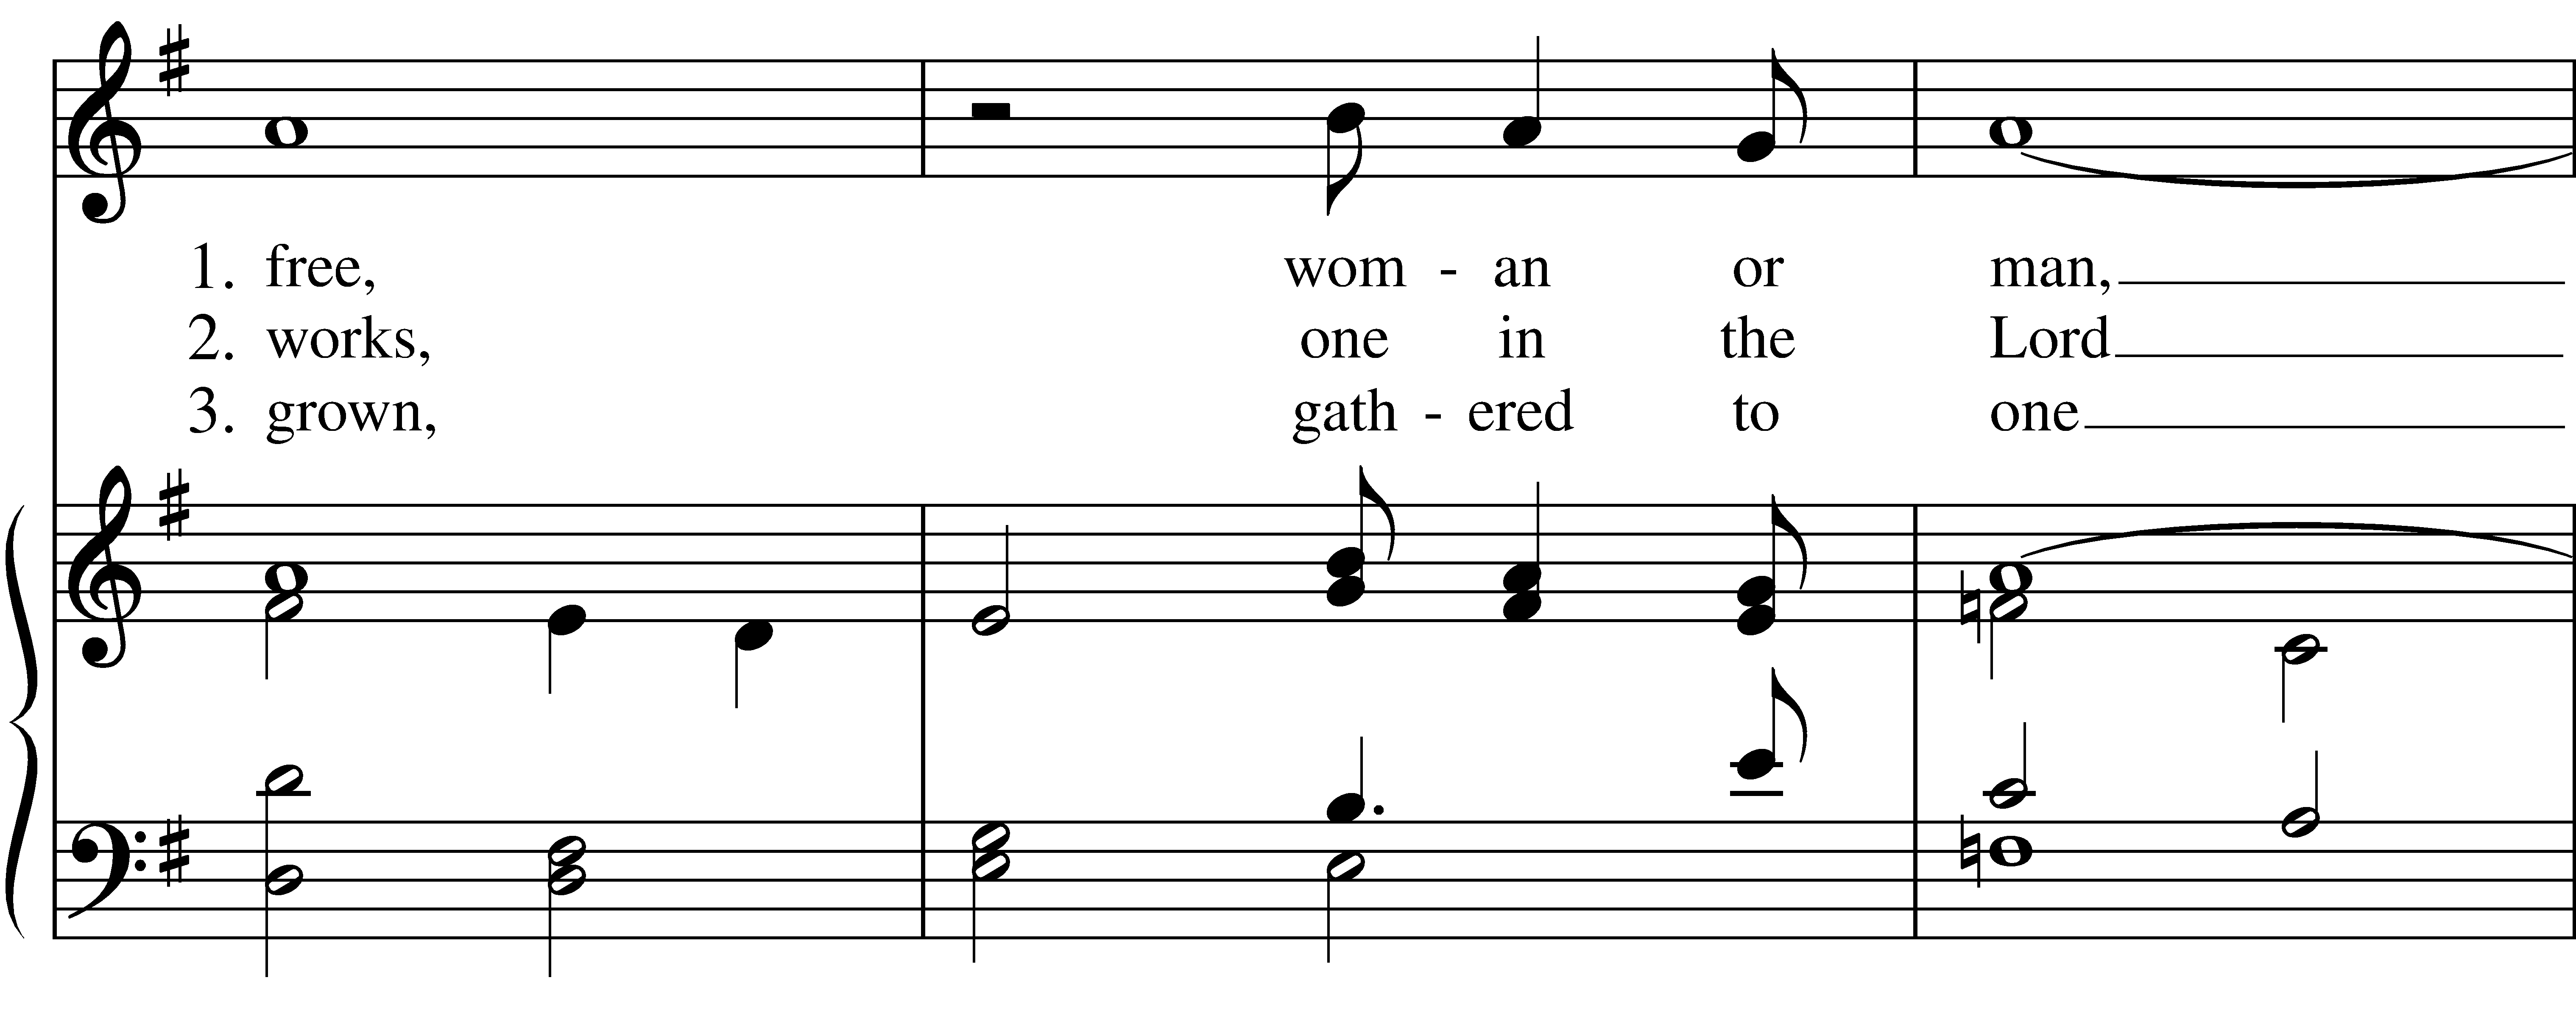 1. free, wom - an or man,
2. works, one in the Lord
3. grown, gath - ered to one